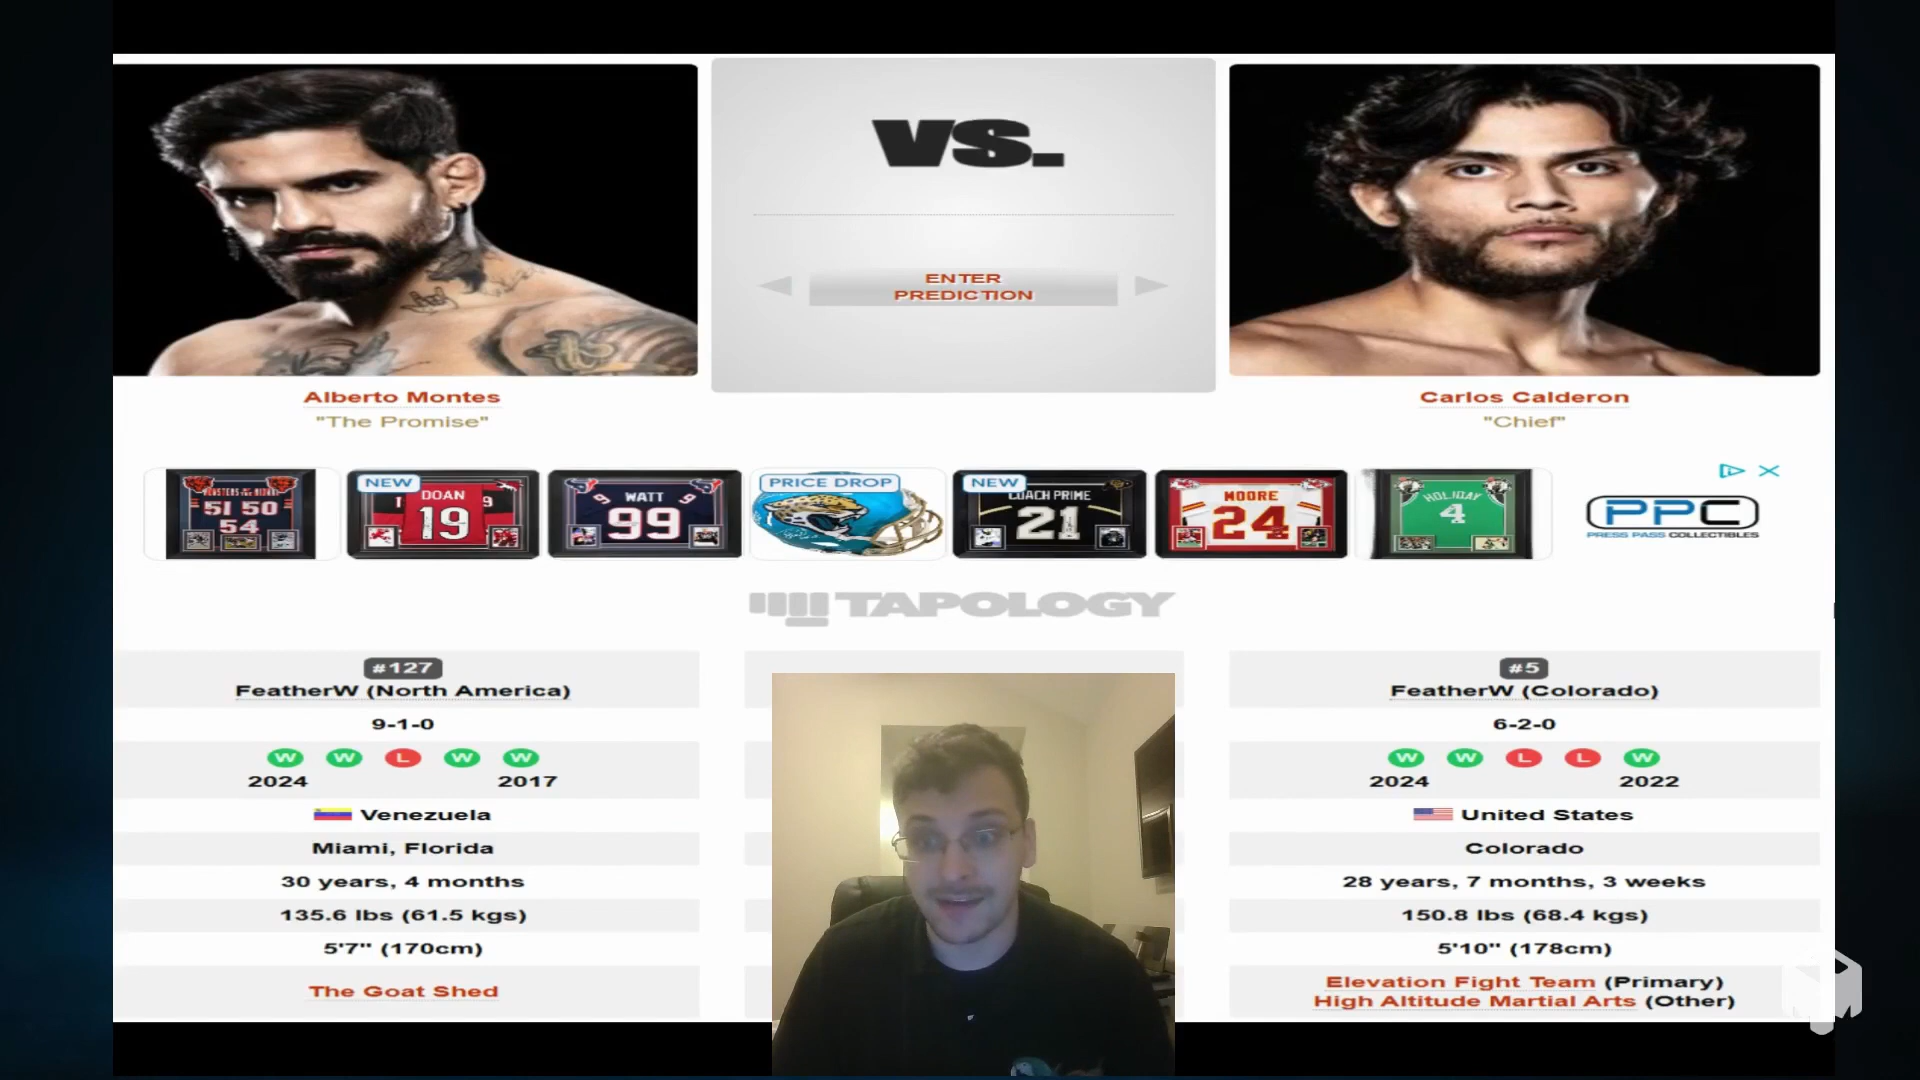 VS.
ENTER
PREDICTION
Alberto Montes
"The Promise"
Carlos Calderon
"Chief"
51 50
54
NEW
DOAN
19
WATT
99
PRICE DROP
NEW
COACH PRIME
21
MOORE
24
HOLIDAY
4
PPC
PRESS PASS COLLECTIBLES
TAPOLOGY
#127
FeatherW (North America)
9-1-0
W W L W W
2024 2017
Venezuela
Miami, Florida
30 years, 4 months
135.6 lbs (61.5 kgs)
5'7" (170cm)
The Goat Shed
#5
FeatherW (Colorado)
6-2-0
W W L L W
2024 2022
United States
Colorado
28 years, 7 months, 3 weeks
150.8 lbs (68.4 kgs)
5'10" (178cm)
Elevation Fight Team (Primary)
High Altitude Martial Arts (Other)